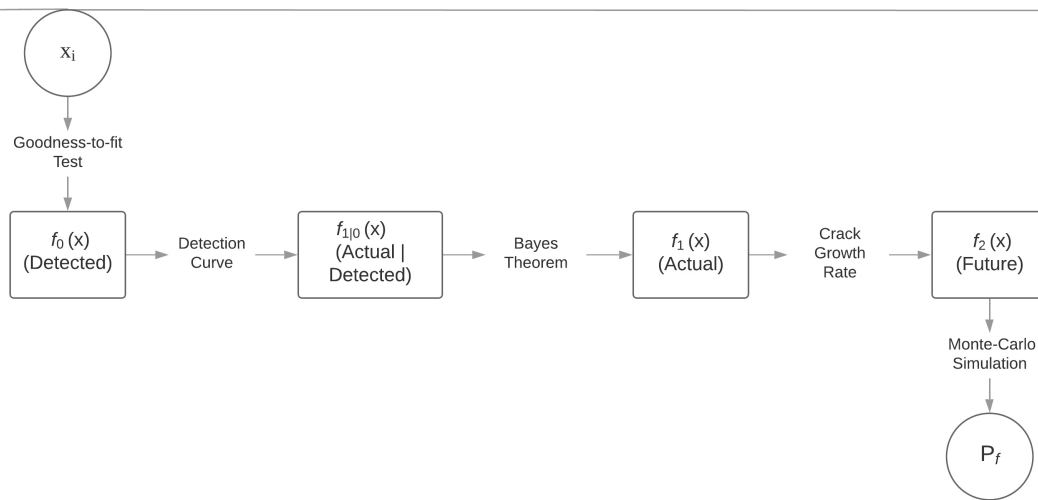 xᵢ
Goodness-to-fit
Test
f₀ (x)
(Detected)
Detection
Curve
f₁|₀ (x)
(Actual |
Detected)
Bayes
Theorem
f₁ (x)
(Actual)
Crack
Growth
Rate
f₂ (x)
(Future)
Monte-Carlo
Simulation
P_f